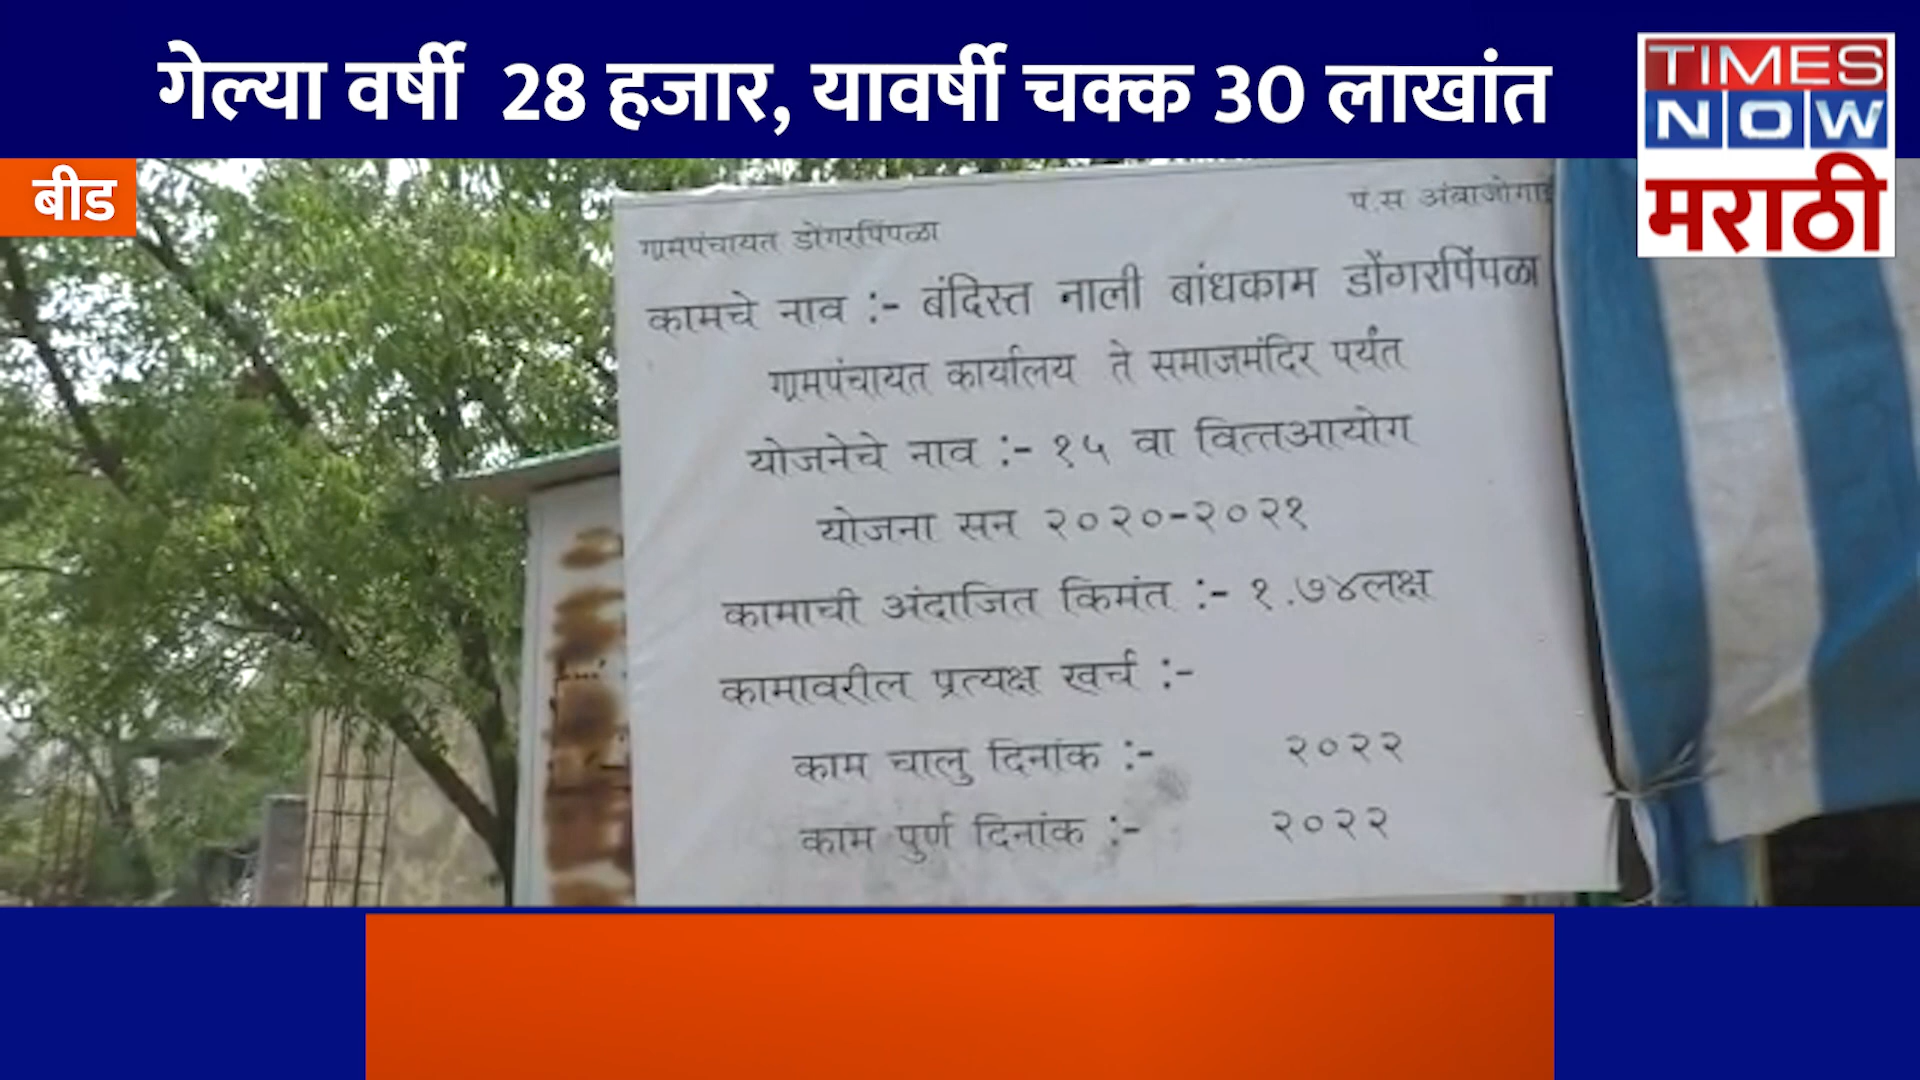 गेल्या वर्षी 28 हजार, यावर्षी चक्क 30 लाखांत
TIMES
NOW
मराठी
बीड
ग्रामपंचायत डोंगरपिंपळा
पं.स अंबाजोगाई
कामचे नाव :- बंदिस्त नाली बांधकाम डोंगरपिंपळा
ग्रामपंचायत कार्यालय ते समाजमंदिर पर्यंत
योजनेचे नाव :- १५ वा वित्तआयोग
योजना सन २०२०-२०२१
कामाची अंदाजित किमंत :- १.७४लक्ष
कामावरील प्रत्यक्ष खर्च :-
काम चालु दिनांक :- २०२२
काम पुर्ण दिनांक :- २०२२